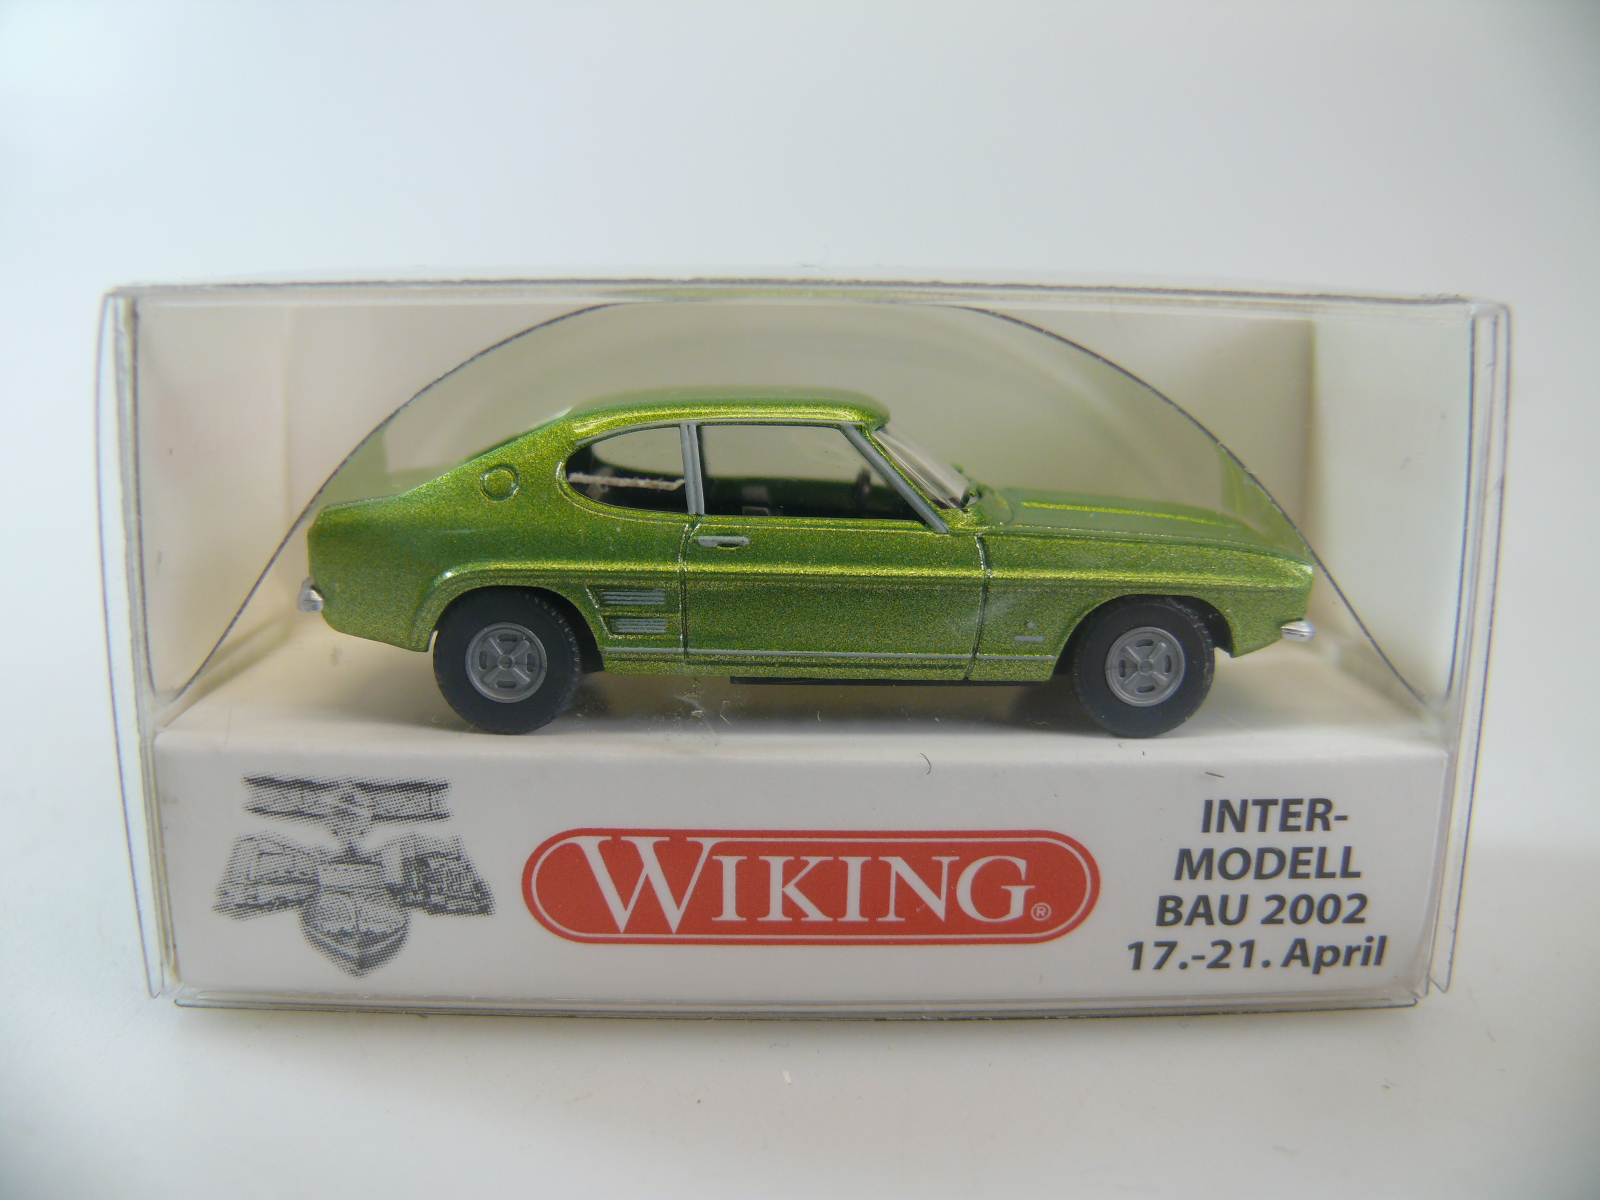 WIKING®
INTER-
MODELL
BAU 2002
17.-21. April